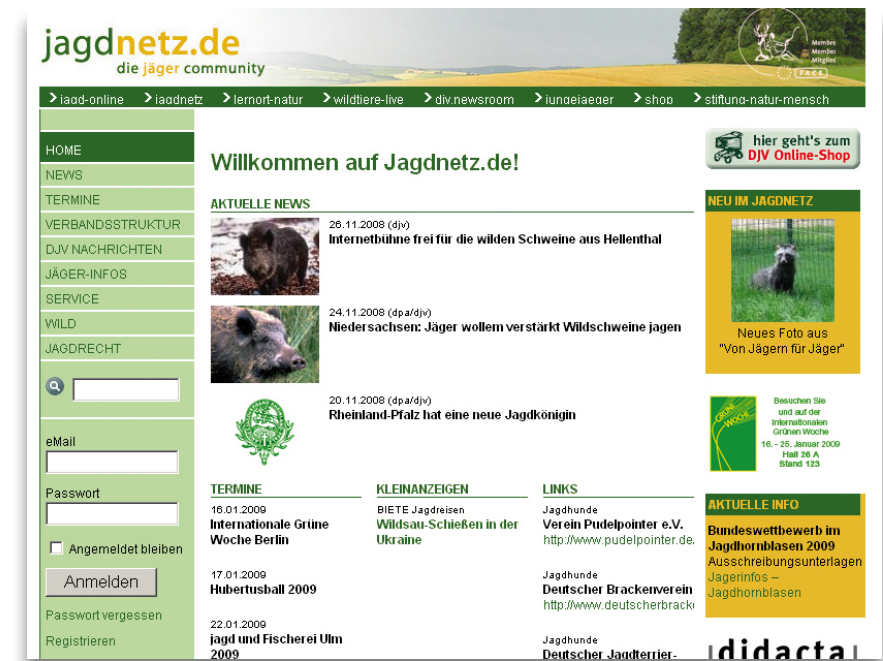 jagdnetz.de
die jäger community
Membre
Member
Mitglied
FACE
jagd-online
jagdnetz
lernort-natur
wildtiere-live
djv.newsroom
jungejaeger
shop
stiftung-natur-mensch
HOME
NEWS
TERMINE
VERBANDSSTRUKTUR
DJV NACHRICHTEN
JÄGER-INFOS
SERVICE
WILD
JAGDRECHT
eMail
Passwort
Angemeldet bleiben
Anmelden
Passwort vergessen
Registrieren
Willkommen auf Jagdnetz.de!
AKTUELLE NEWS
26.11.2008 (djv)
Internetbühne frei für die wilden Schweine aus Hellenthal
24.11.2008 (dpa/djv)
Niedersachsen: Jäger wollem verstärkt Wildschweine jagen
20.11.2008 (dpa/djv)
Rheinland-Pfalz hat eine neue Jagdkönigin
TERMINE
16.01.2009
Internationale Grüne
Woche Berlin
17.01.2009
Hubertusball 2009
22.01.2009
jagd und Fischerei Ulm
2009
KLEINANZEIGEN
BIETE Jagdreisen
Wildsau-Schießen in der
Ukraine
LINKS
Jagdhunde
Verein Pudelpointer e.V.
http://www.pudelpointer.de.
Jagdhunde
Deutscher Brackenverein
http://www.deutscherbrack
Jagdhunde
Deutscher Jagdterrier-
hier geht's zum
DJV Online-Shop
NEU IM JAGDNETZ
Neues Foto aus
"Von Jägern für Jäger"
GRÜNE
WOCHE
Besuchen Sie
und auf der
Internationalen
Grünen Woche
16. - 25. Januar 2009
Hall 26 A
Stand 123
AKTUELLE INFO
Bundeswettbewerb im
Jagdhornblasen 2009
Ausschreibungsunterlagen
Jägerinfos –
Jagdhornblasen
didacta